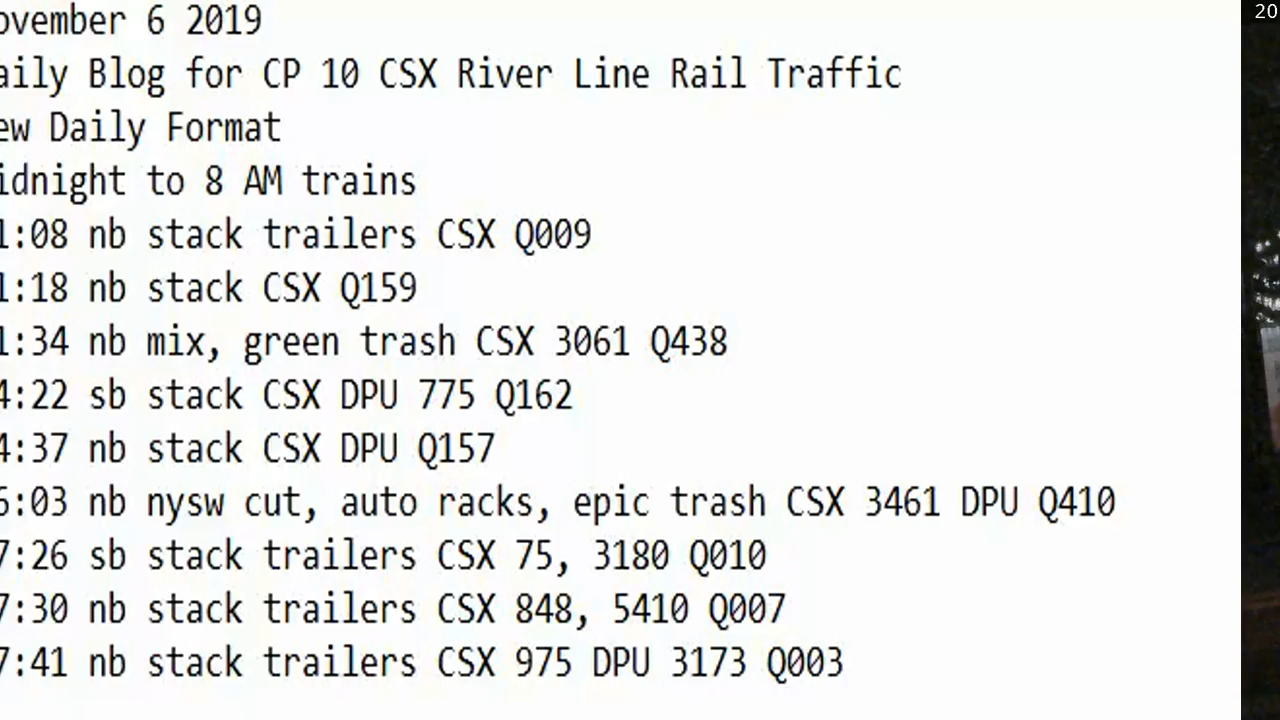 ovember 6 2019
aily Blog for CP 10 CSX River Line Rail Traffic
ew Daily Format
idnight to 8 AM trains
1:08 nb stack trailers CSX Q009
1:18 nb stack CSX Q159
1:34 nb mix, green trash CSX 3061 Q438
4:22 sb stack CSX DPU 775 Q162
4:37 nb stack CSX DPU Q157
6:03 nb nysw cut, auto racks, epic trash CSX 3461 DPU Q410
7:26 sb stack trailers CSX 75, 3180 Q010
7:30 nb stack trailers CSX 848, 5410 Q007
7:41 nb stack trailers CSX 975 DPU 3173 Q003
20